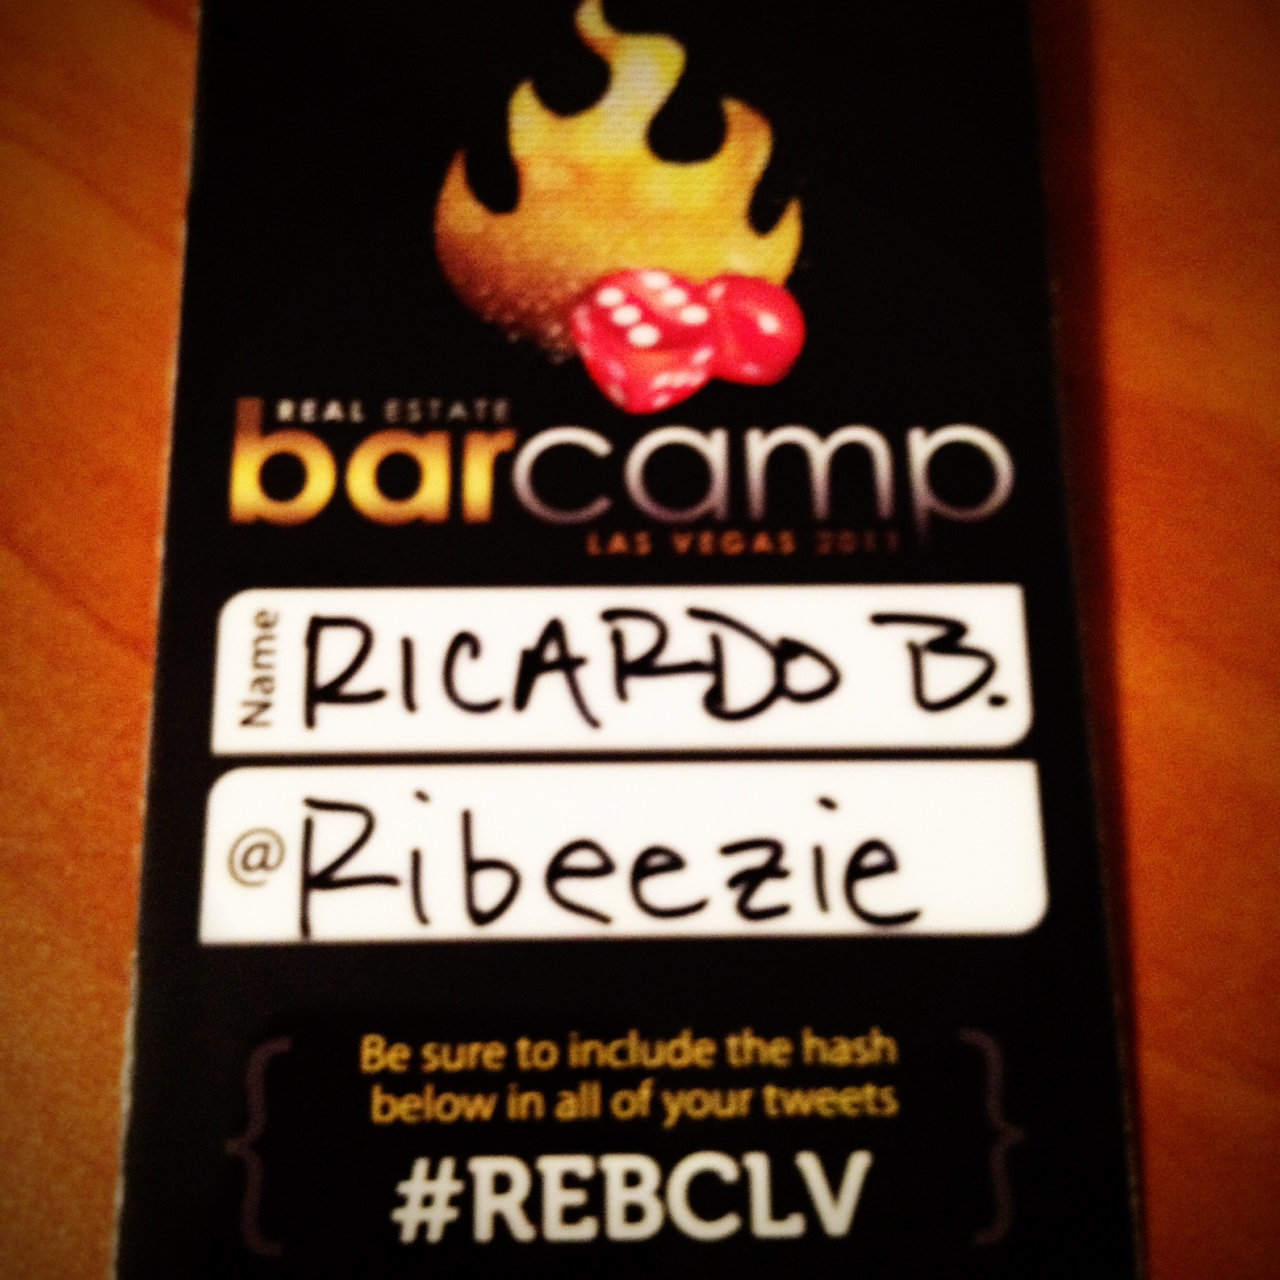 REAL ESTATE
barcamp
LAS VEGAS 2011
Name RICARDO B.
@Ribeezie
Be sure to include the hash
below in all of your tweets
#REBCLV